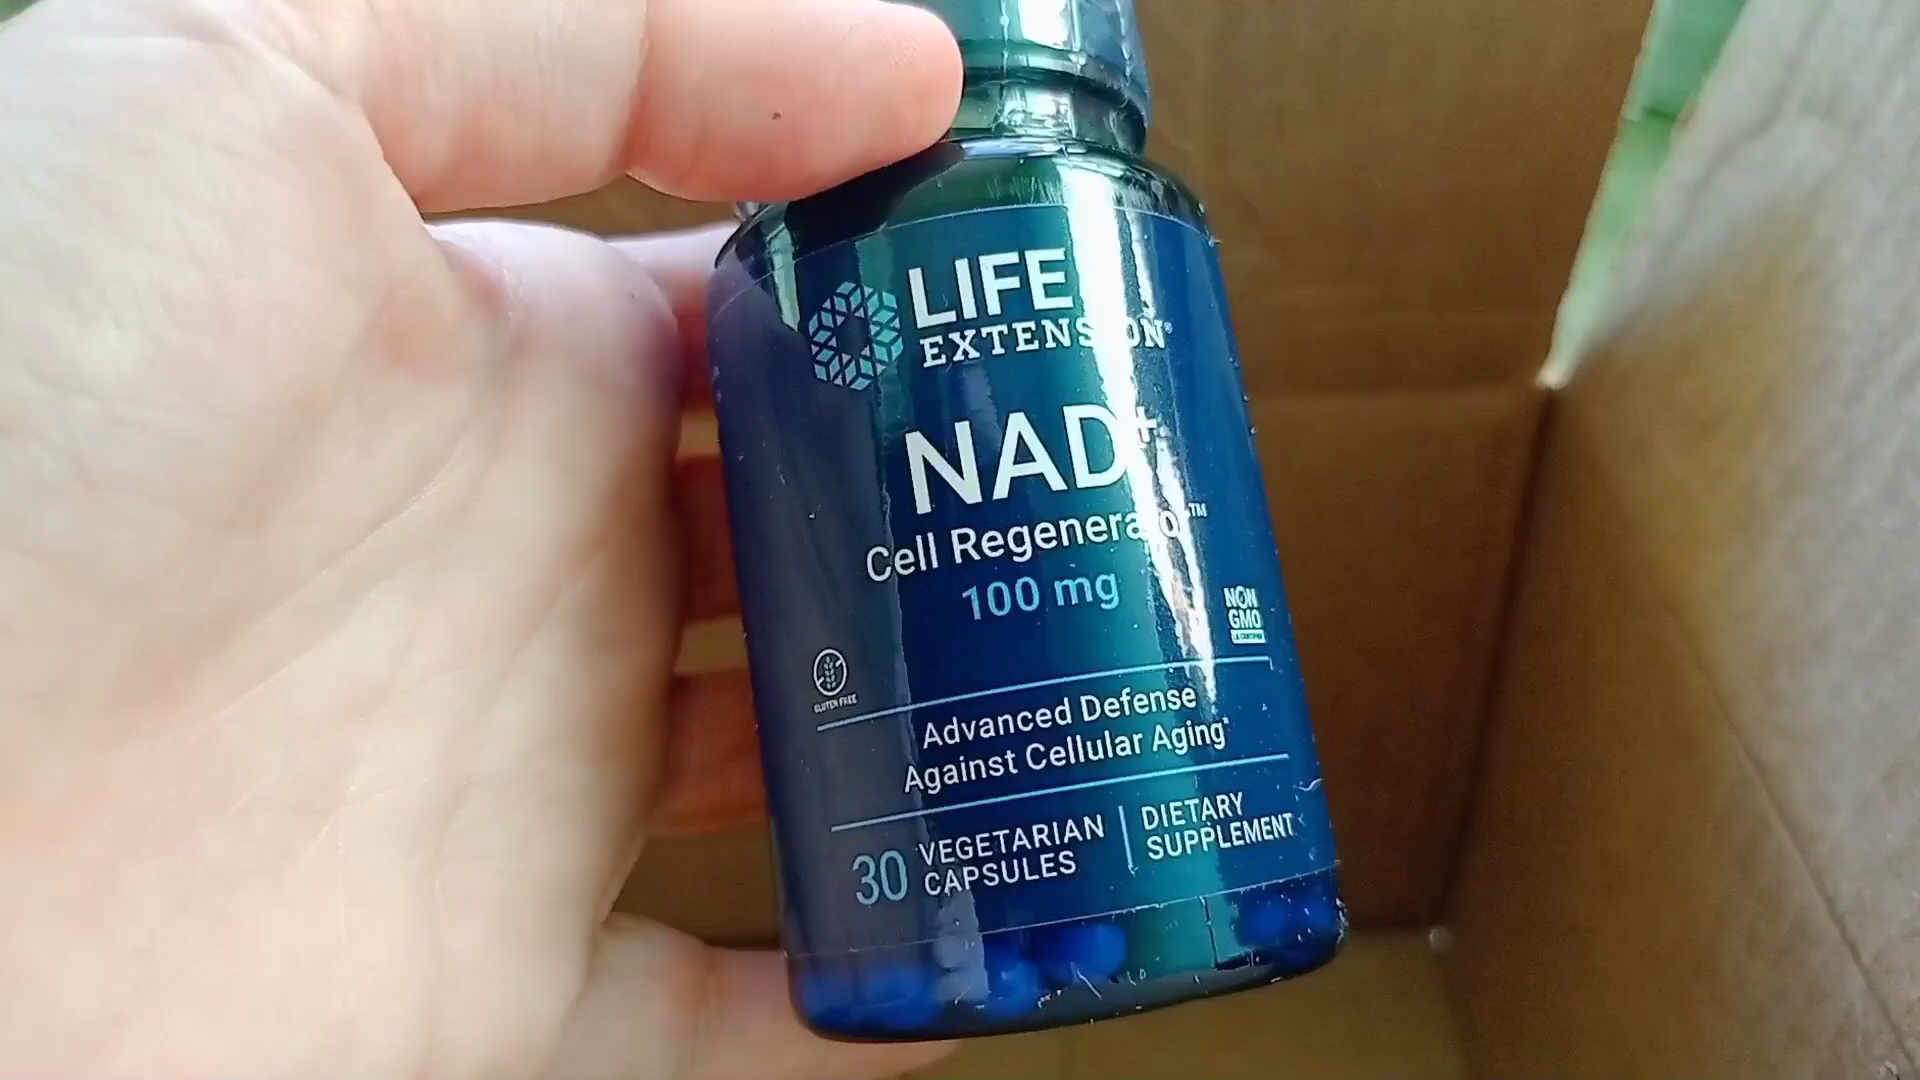 LIFE
EXTENSION®
NAD+
Cell Regenerator™
100 mg
NON
GMO
GLUTEN FREE
Advanced Defense
Against Cellular Aging*
30 VEGETARIAN CAPSULES
DIETARY SUPPLEMENT